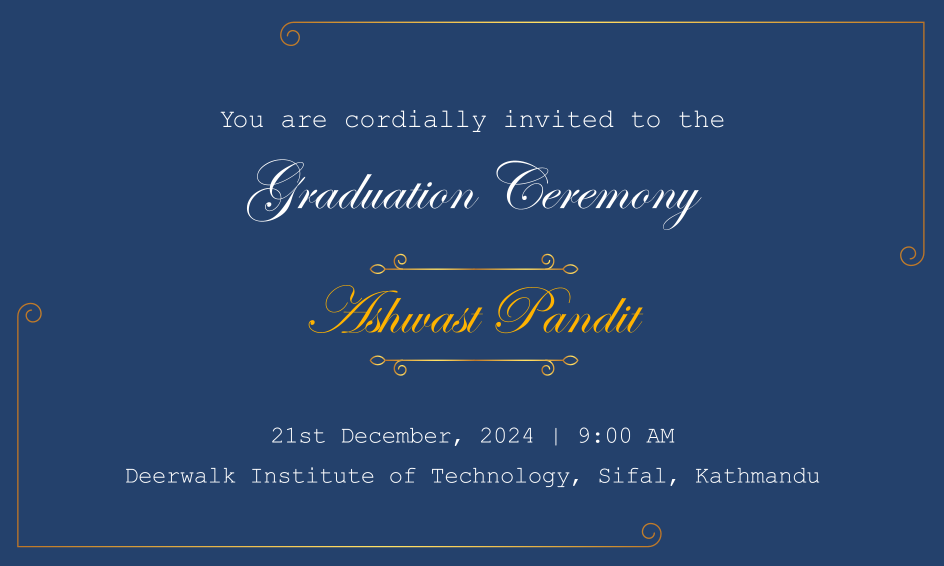 You are cordially invited to the
Graduation Ceremony
Ashwast Pandit
21st December, 2024 | 9:00 AM
Deerwalk Institute of Technology, Sifal, Kathmandu